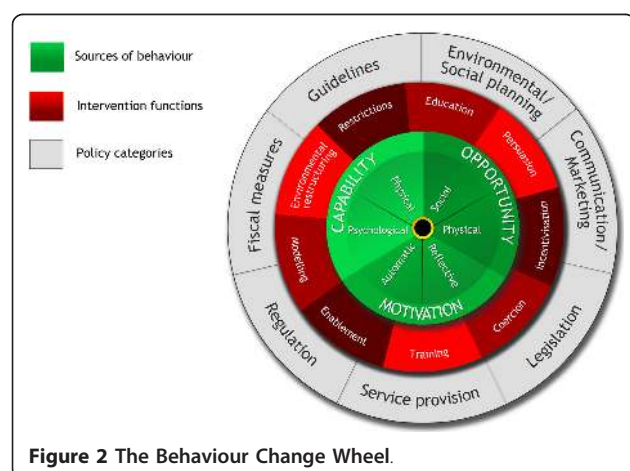 Sources of behaviour
Intervention functions
Policy categories
Guidelines
Environmental/
Social planning
Communication/
Marketing
Legislation
Service provision
Regulation
Fiscal measures
Restrictions
Education
Persuasion
Incentivisation
Coercion
Training
Enablement
Modelling
Environmental
restructuring
CAPABILITY
OPPORTUNITY
MOTIVATION
Physical
Social
Physical
Reflective
Automatic
Psychological
Figure 2 The Behaviour Change Wheel.